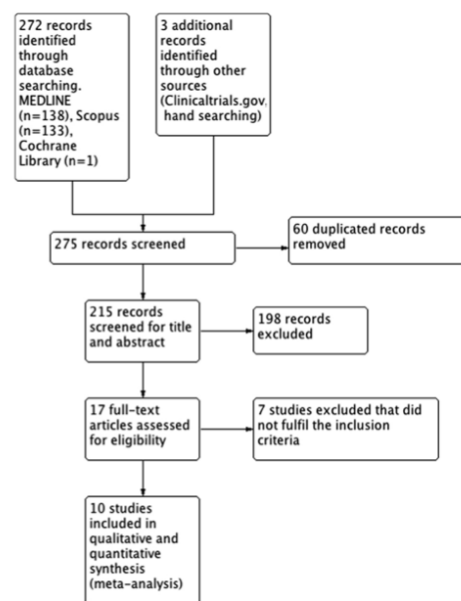 272 records
identified
through
database
searching.
MEDLINE
(n=138), Scopus
(n=133),
Cochrane
Library (n=1)
3 additional
records
identified
through other
sources
(Clinicaltrials.gov,
hand searching)
275 records screened
60 duplicated records
removed
215 records
screened for title
and abstract
198 records
excluded
17 full-text
articles assessed
for eligibility
7 studies excluded that did
not fulfil the inclusion
criteria
10 studies
included in
qualitative and
quantitative
synthesis
(meta-analysis)